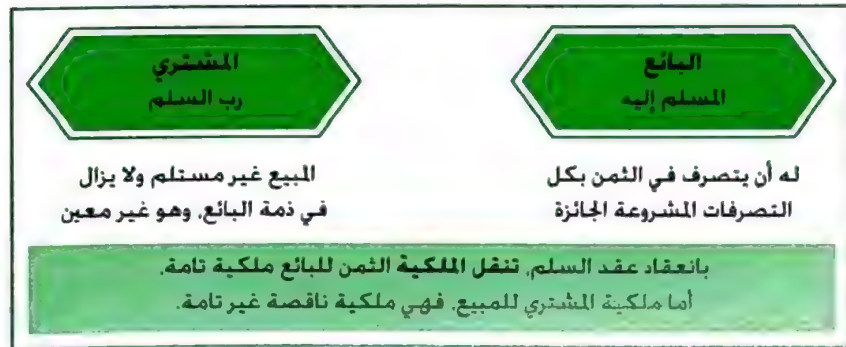 البائع
المسلم إليه
له أن يتصرف في الثمن بكل
التصرفات المشروعة الجائزة
المشتري
رب السلم
المبيع غير مستلم ولا يزال
في ذمة البائع، وهو غير معين
بانعقاد عقد السلم، تنقل الملكية الثمن للبائع ملكية تامة،
أما ملكية المشتري للمبيع، فهي ملكية ناقصة غير تامة.